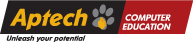 Aptech COMPUTER
EDUCATION
Unleash your potential